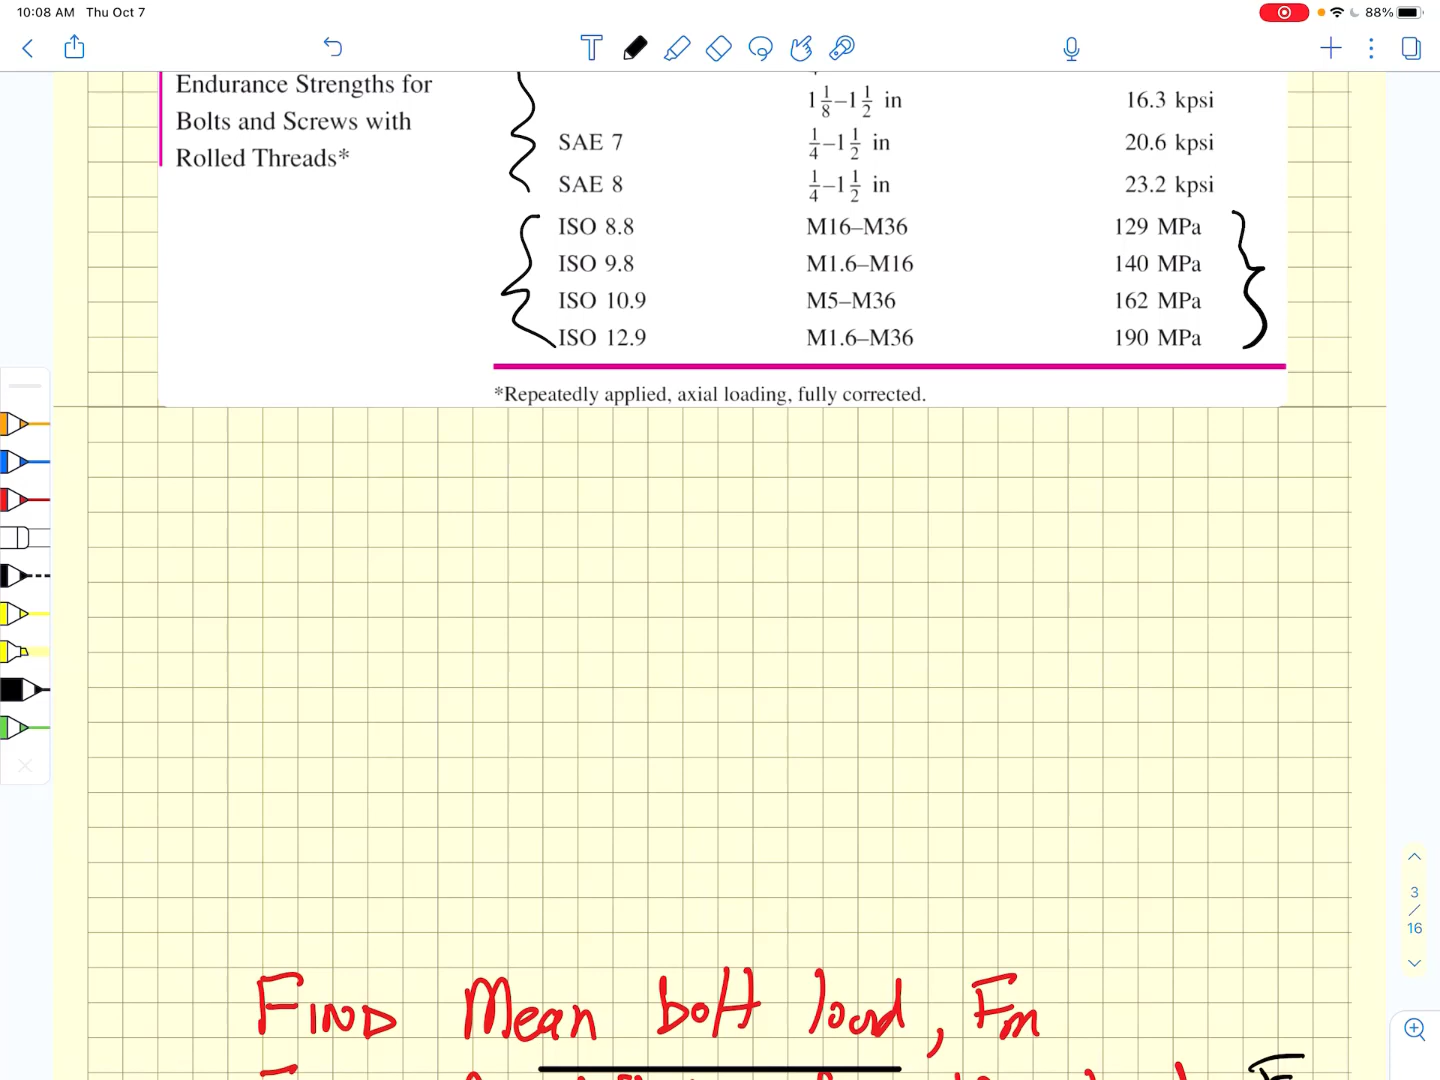 10:08 AM Thu Oct 7
88%
Endurance Strengths for
Bolts and Screws with
Rolled Threads*
1 1/8–1 1/2 in 16.3 kpsi
SAE 7 1/4–1 1/2 in 20.6 kpsi
SAE 8 1/4–1 1/2 in 23.2 kpsi
ISO 8.8 M16–M36 129 MPa
ISO 9.8 M1.6–M16 140 MPa
ISO 10.9 M5–M36 162 MPa
ISO 12.9 M1.6–M36 190 MPa
*Repeatedly applied, axial loading, fully corrected.
3
/
16
FIND Mean bolt load, Fm